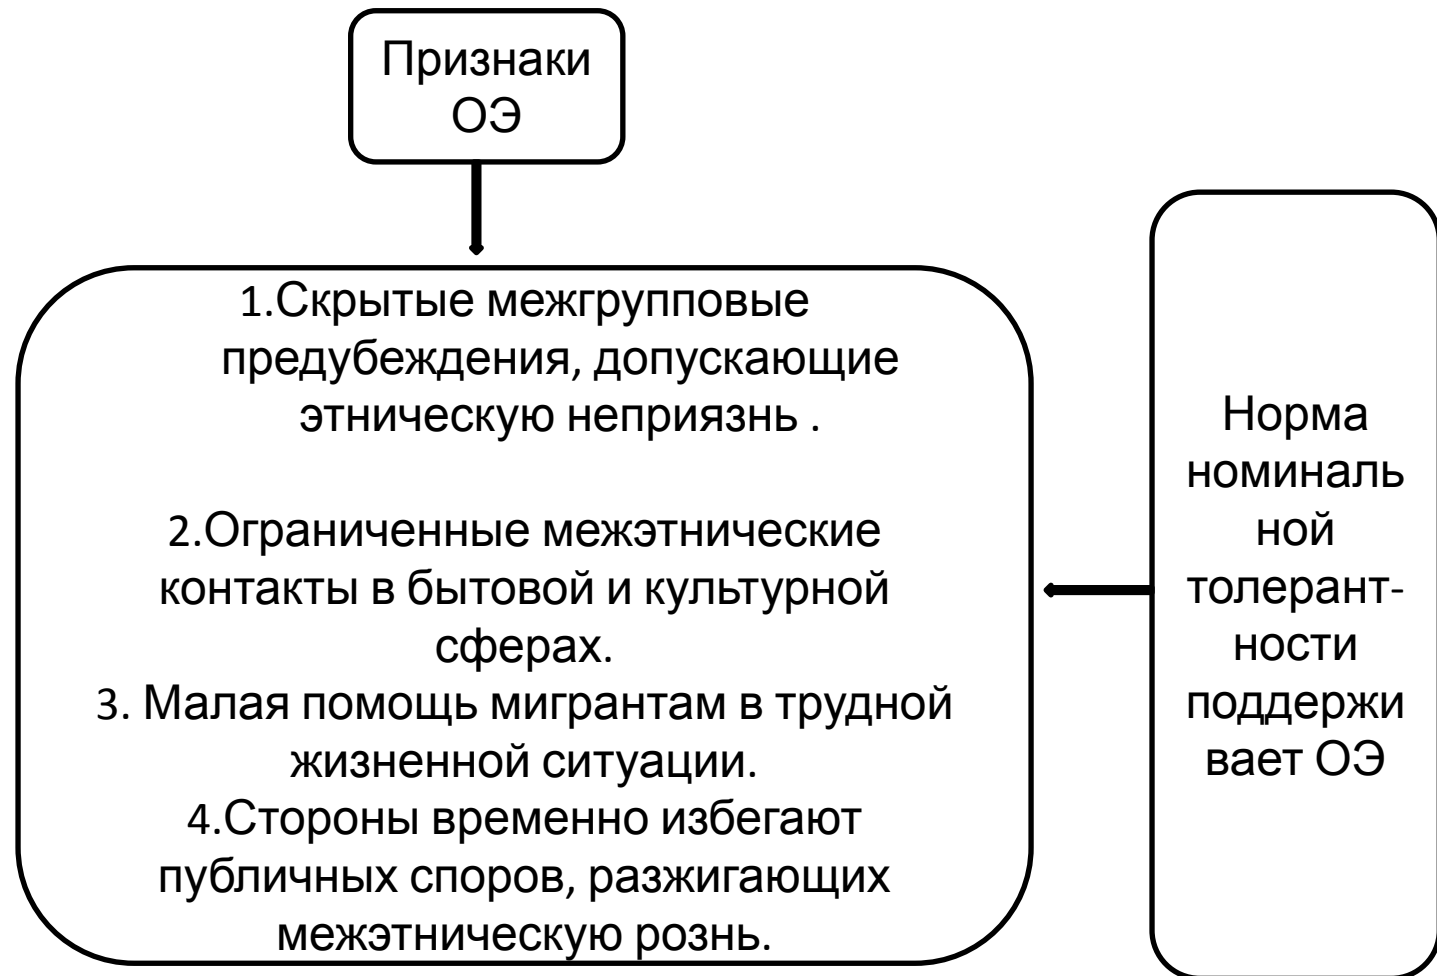 Признаки
ОЭ
1.Скрытые межгрупповые
предубеждения, допускающие
этническую неприязнь .
2.Ограниченные межэтнические
контакты в бытовой и культурной
сферах.
3. Малая помощь мигрантам в трудной
жизненной ситуации.
4.Стороны временно избегают
публичных споров, разжигающих
межэтническую рознь.
Норма
номиналь
ной
толерант-
ности
поддержи
вает ОЭ